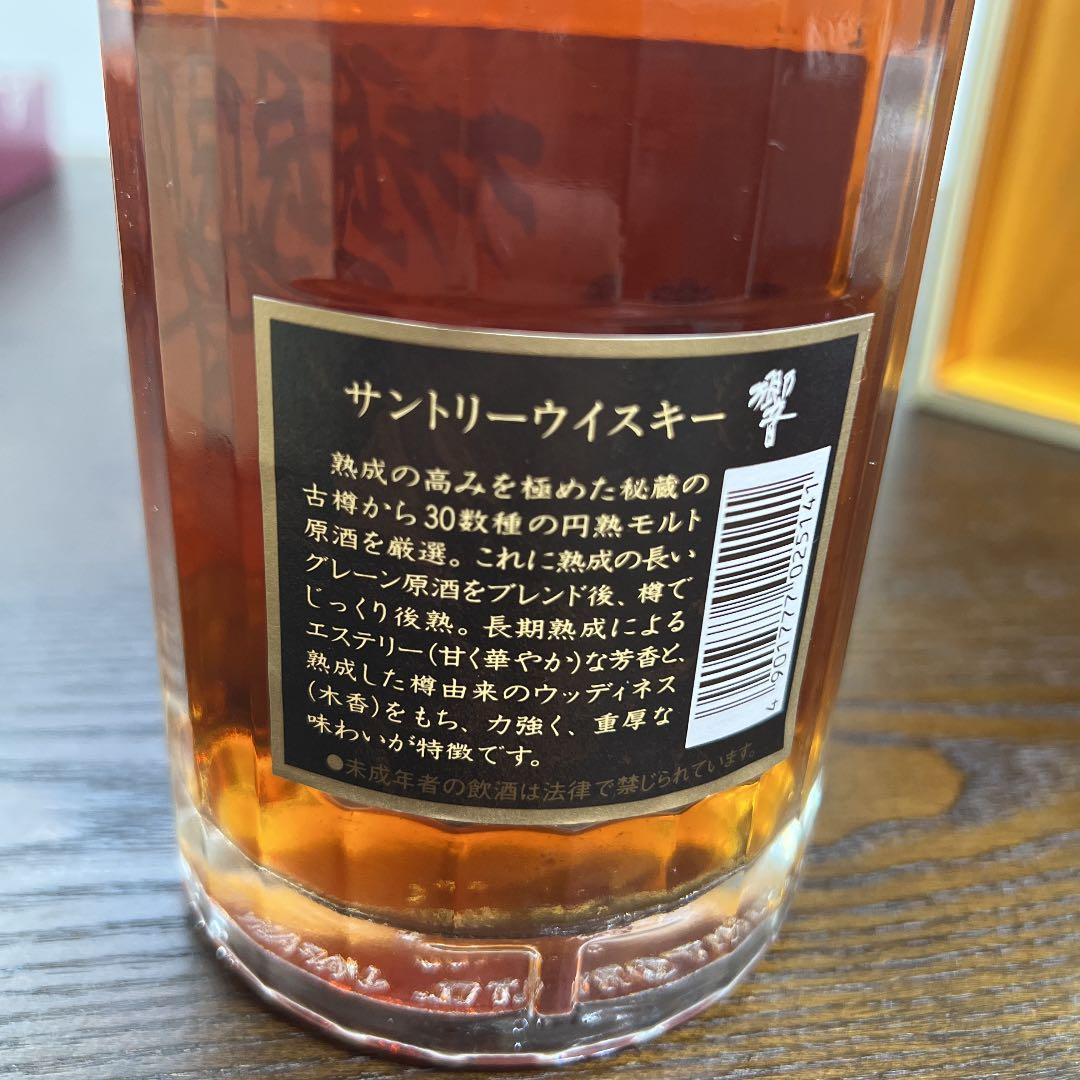 サントリーウイスキー 響
熟成の高みを極めた秘蔵の
古樽から30数種の円熟モルト
原酒を厳選。これに熟成の長い
グレーン原酒をブレンド後、樽で
じっくり後熟。長期熟成による
エステリー(甘く華やか)な芳香と、
熟成した樽由来のウッディネス
(木香)をもち、力強く、重厚な
味わいが特徴です。
●未成年者の飲酒は法律で禁じられています。
4 901777 025141